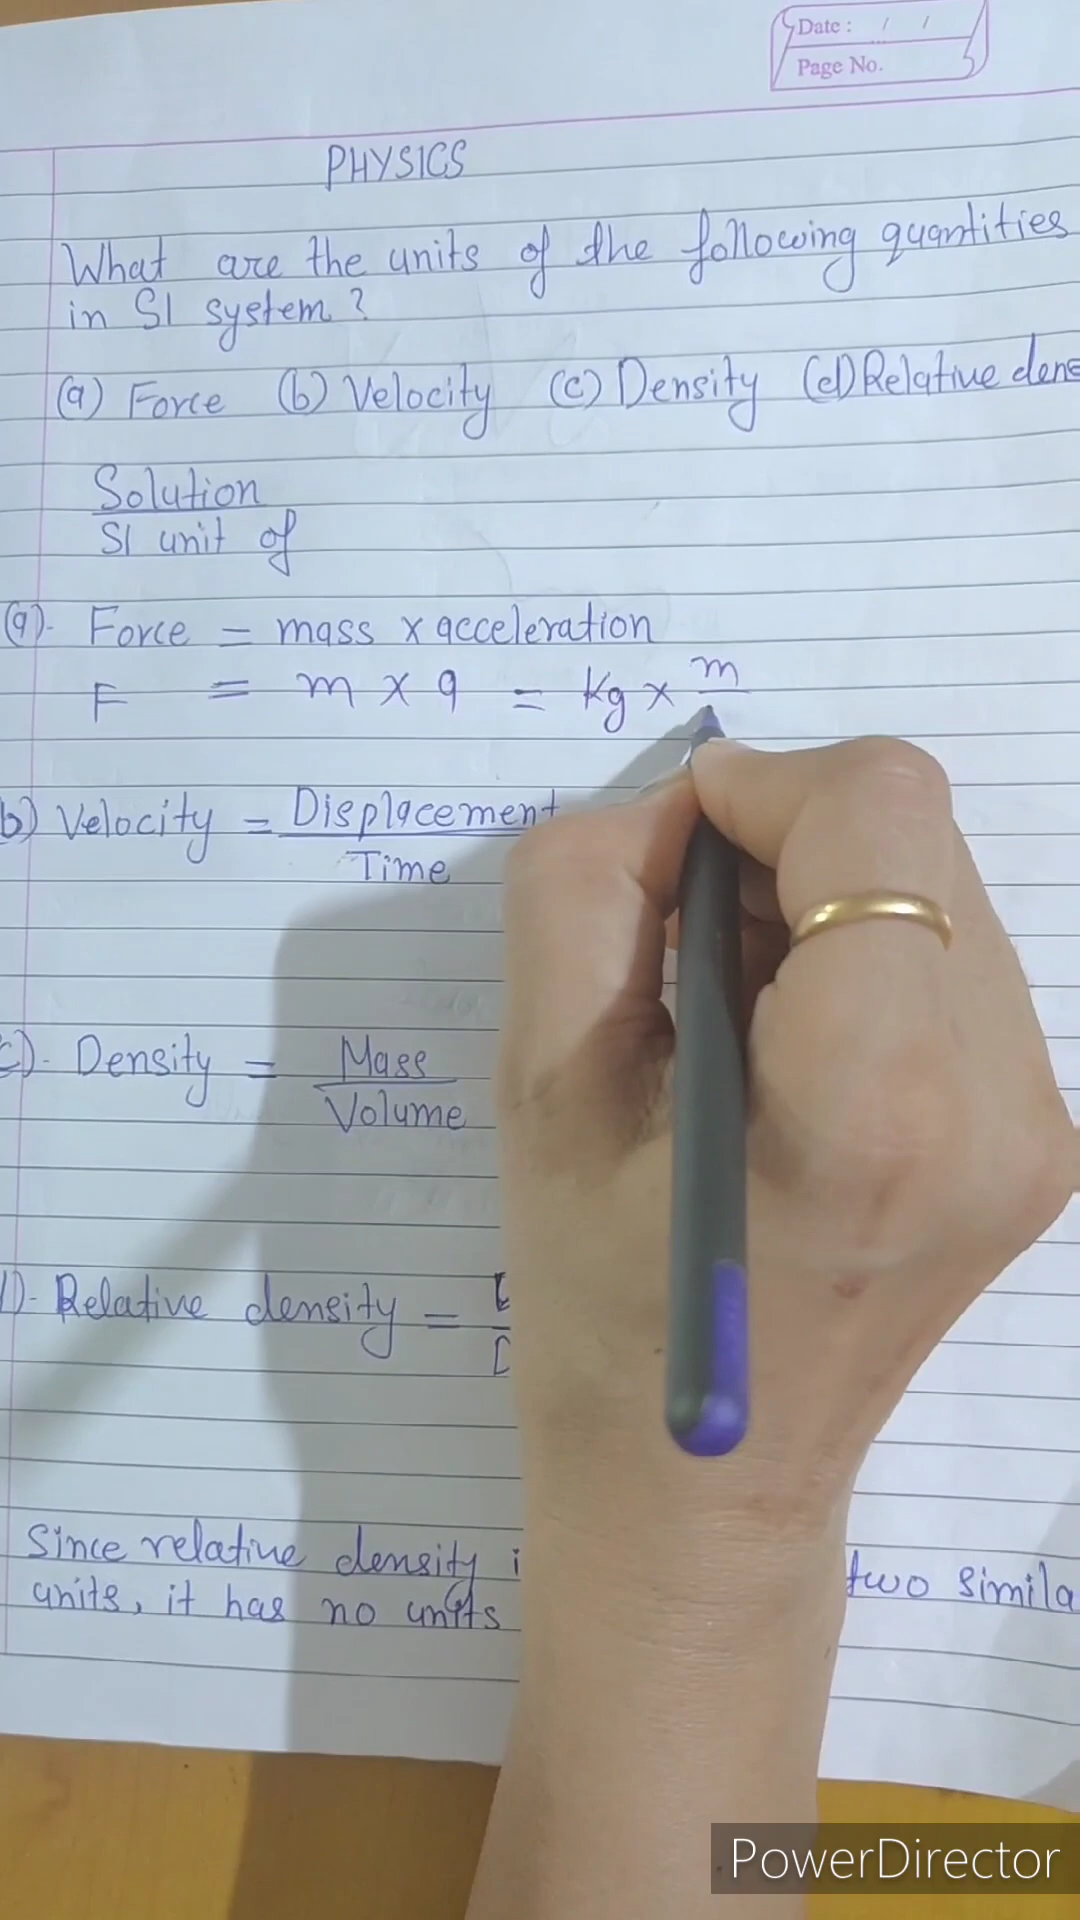 Date : / /
Page No.
PHYSICS
What are the units of the following quantities
in SI system ?
(a) Force (b) Velocity (c) Density (d) Relative dens
Solution
SI unit of
(a)- Force = mass x acceleration
F = m x a = Kg x m
b) Velocity = Displacement
Time
c)- Density = Mass
Volume
d)- Relative density =
Since relative density i two simila
units, it has no units
PowerDirector